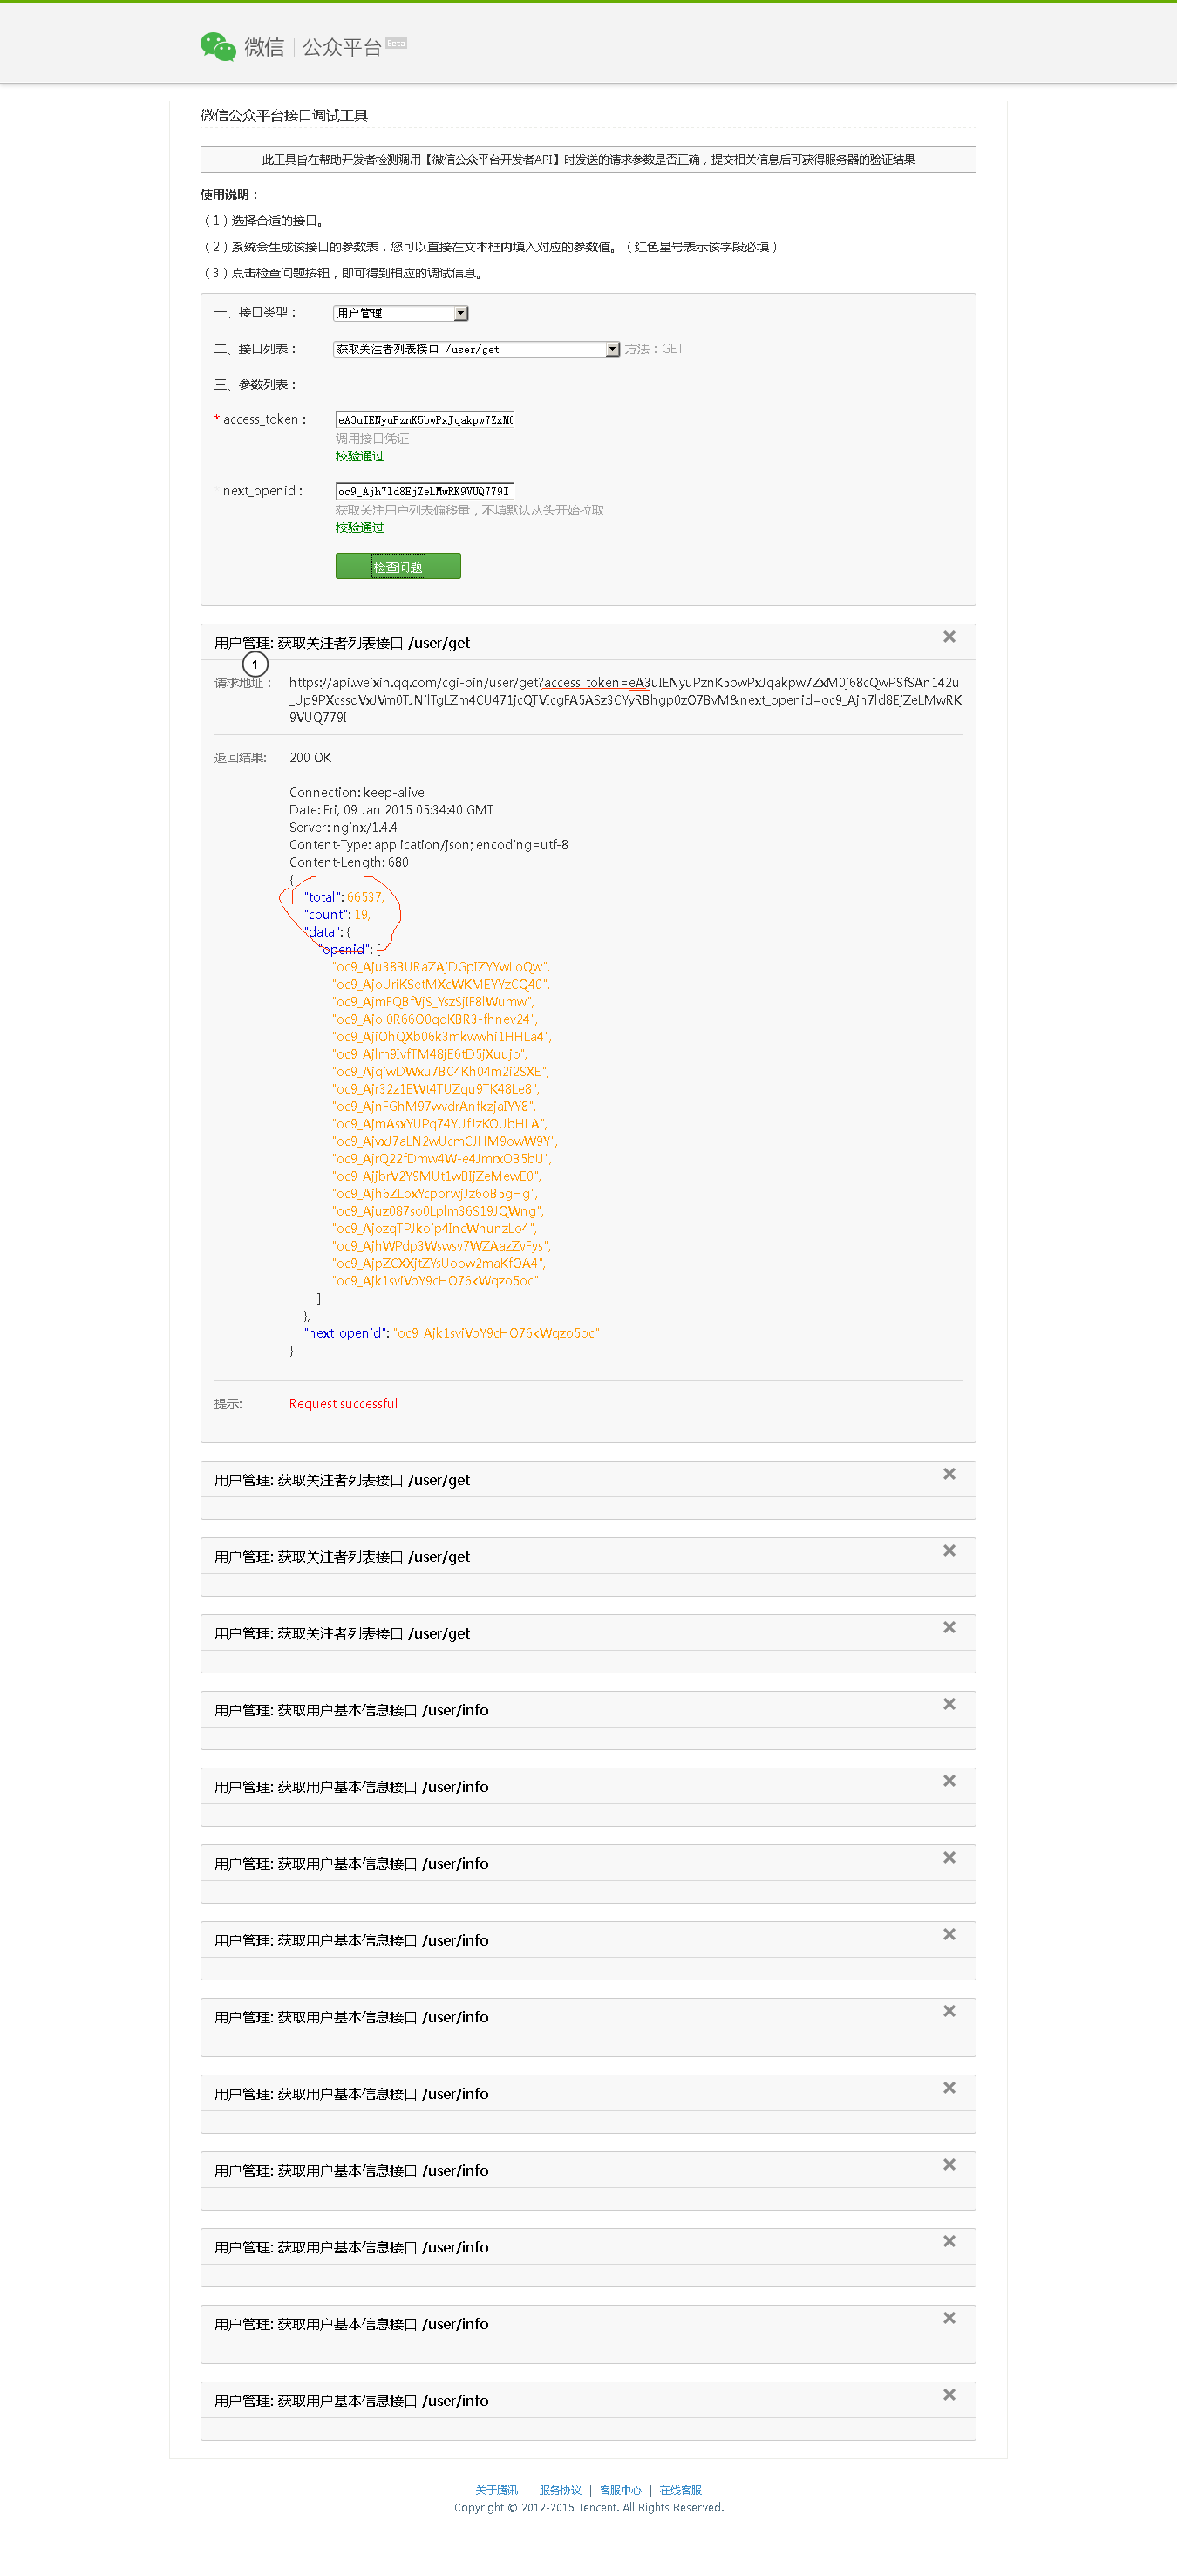 微信 | 公众平台 Beta
微信公众平台接口调试工具
此工具旨在帮助开发者检测调用【微信公众平台开发者API】时发送的请求参数是否正确，提交相关信息后可获得服务器的验证结果
使用说明：
（1）选择合适的接口。
（2）系统会生成该接口的参数表，您可以直接在文本框内填入对应的参数值。（红色星号表示该字段必填）
（3）点击检查问题按钮，即可得到相应的调试信息。
一、接口类型： 用户管理
二、接口列表： 获取关注者列表接口 /user/get 方法：GET
三、参数列表：
* access_token： eA3uIENyuPznK5bwPxJqakpw7ZxM0
调用接口凭证
校验通过
next_openid： oc9_Ajh7ld8EjZeLMwRK9VUQ779I
获取关注用户列表偏移量，不填默认从头开始拉取
校验通过
检查问题
用户管理: 获取关注者列表接口 /user/get
1
请求地址： https://api.weixin.qq.com/cgi-bin/user/get?access_token=eA3uIENyuPznK5bwPxJqakpw7ZxM0j68cQwPSfSAn142u
_Up9PXcssqVxJVm0TJNilTgLZm4CU471jcQTVIcgFA5ASz3CYyRBhgp0zO7BvM&next_openid=oc9_Ajh7ld8EjZeLMwRK
9VUQ779I
返回结果: 200 OK
Connection: keep-alive
Date: Fri, 09 Jan 2015 05:34:40 GMT
Server: nginx/1.4.4
Content-Type: application/json; encoding=utf-8
Content-Length: 680
{
"total": 66537,
"count": 19,
"data": {
"openid": [
"oc9_Aju38BURaZAjDGpIZYYwLoQw",
"oc9_AjoUriKSetMXcWKMEYYzCQ40",
"oc9_AjmFQBfVjS_YszSjIF8lWumw",
"oc9_Ajol0R66O0qqKBR3-fhnev24",
"oc9_AjiOhQXb06k3mkwwhi1HHLa4",
"oc9_Ajlm9IvfTM48jE6tD5jXuujo",
"oc9_AjqiwDWxu7BC4Kh04m2i2SXE",
"oc9_Ajr32z1EWt4TUZqu9TK48Le8",
"oc9_AjnFGhM97wvdrAnfkzjaIYY8",
"oc9_AjmAsxYUPq74YUfJzKOUbHLA",
"oc9_AjvxJ7aLN2wUcmCJHM9owW9Y",
"oc9_AjrQ22fDmw4W-e4JmrxOB5bU",
"oc9_AjjbrV2Y9MUt1wBIjZeMewE0",
"oc9_Ajh6ZLoxYcporwjJz6oB5gHg",
"oc9_Ajuz087so0Lplm36S19JQWng",
"oc9_AjozqTPJkoip4IncWnunzLo4",
"oc9_AjhWPdp3Wswsv7WZAazZvFys",
"oc9_AjpZCXXjtZYsUoow2maKfOA4",
"oc9_Ajk1sviVpY9cHO76kWqzo5oc"
]
},
"next_openid": "oc9_Ajk1sviVpY9cHO76kWqzo5oc"
}
提示: Request successful
用户管理: 获取关注者列表接口 /user/get
用户管理: 获取关注者列表接口 /user/get
用户管理: 获取关注者列表接口 /user/get
用户管理: 获取用户基本信息接口 /user/info
用户管理: 获取用户基本信息接口 /user/info
用户管理: 获取用户基本信息接口 /user/info
用户管理: 获取用户基本信息接口 /user/info
用户管理: 获取用户基本信息接口 /user/info
用户管理: 获取用户基本信息接口 /user/info
用户管理: 获取用户基本信息接口 /user/info
用户管理: 获取用户基本信息接口 /user/info
用户管理: 获取用户基本信息接口 /user/info
用户管理: 获取用户基本信息接口 /user/info
关于腾讯 | 服务协议 | 客服中心 | 在线客服
Copyright © 2012-2015 Tencent. All Rights Reserved.